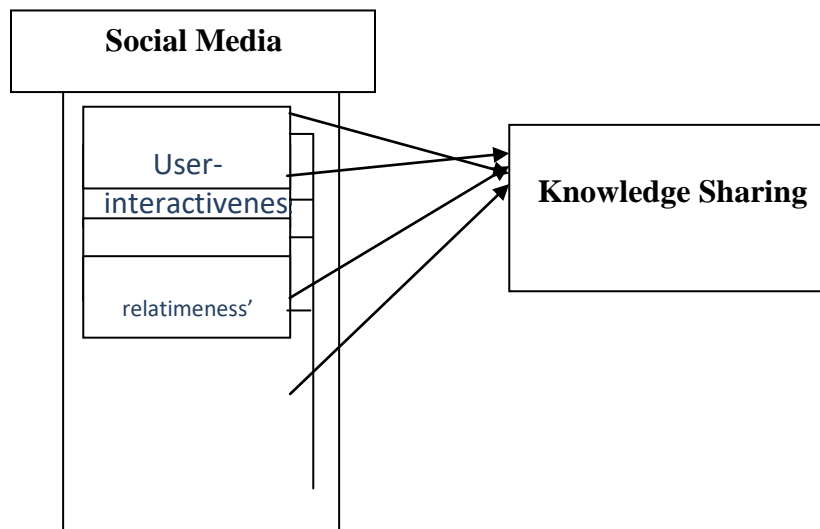 Social Media
User-
interactivenes
relatimeness’
Knowledge Sharing